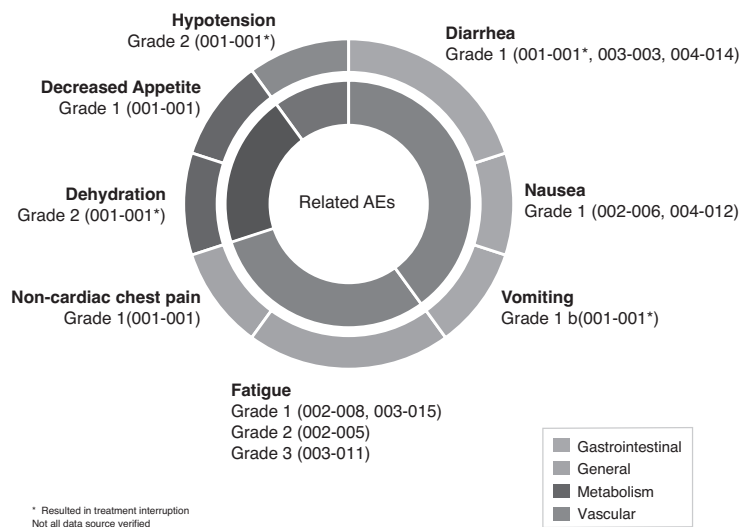 Hypotension
Grade 2 (001-001*)
Diarrhea
Grade 1 (001-001*, 003-003, 004-014)
Decreased Appetite
Grade 1 (001-001)
Dehydration
Grade 2 (001-001*)
Related AEs
Nausea
Grade 1 (002-006, 004-012)
Non-cardiac chest pain
Grade 1(001-001)
Vomiting
Grade 1 b(001-001*)
Fatigue
Grade 1 (002-008, 003-015)
Grade 2 (002-005)
Grade 3 (003-011)
Gastrointestinal
General
Metabolism
Vascular
* Resulted in treatment interruption
Not all data source verified